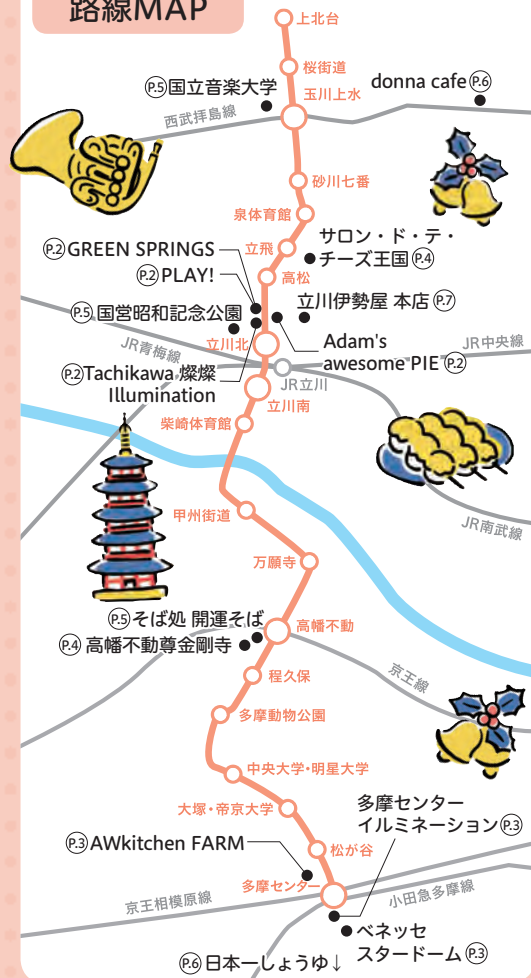 路線MAP
上北台
桜街道
P.5 国立音楽大学
donna cafe P.6
玉川上水
西武拝島線
砂川七番
泉体育館
サロン・ド・テ・
チーズ王国 P.4
立飛
P.2 GREEN SPRINGS
高松
P.2 PLAY!
立川伊勢屋 本店 P.7
P.5 国営昭和記念公園
立川北
Adam's
awesome PIE P.2
JR中央線
JR青梅線
P.2 Tachikawa 燦燦
Illumination
JR立川
立川南
柴崎体育館
甲州街道
JR南武線
万願寺
P.5 そば処 開運そば
高幡不動
P.4 高幡不動尊金剛寺
程久保
京王線
多摩動物公園
中央大学・明星大学
大塚・帝京大学
多摩センター
イルミネーション P.3
P.3 AWkitchen FARM
松が谷
多摩センター
京王相模原線
小田急多摩線
ベネッセ
スタードーム P.3
P.6 日本一しょうゆ↓